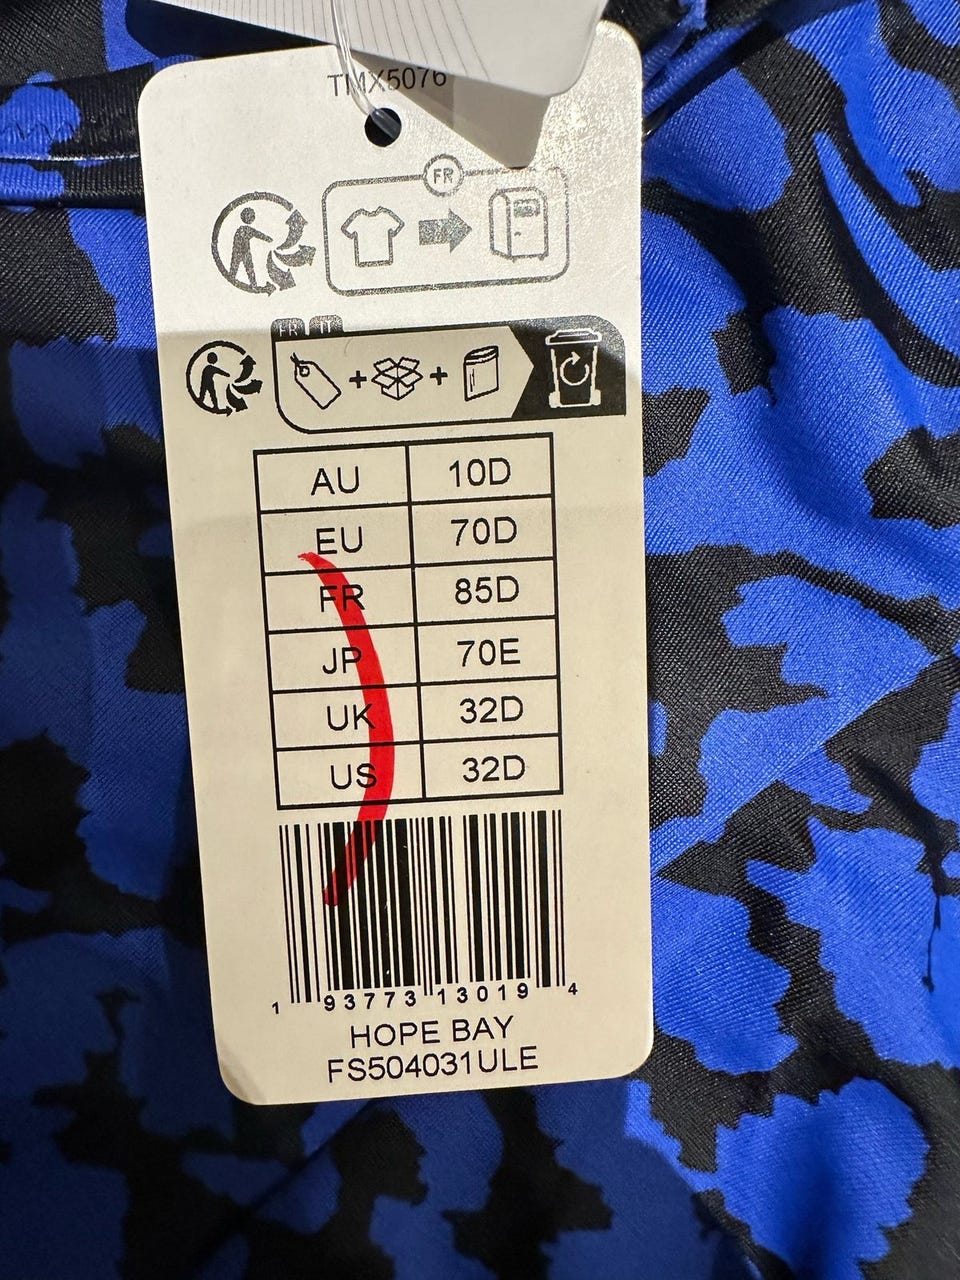 TMX5076
FR
FR IT
AU 10D
EU 70D
FR 85D
JP 70E
UK 32D
US 32D
1 93773 13019 4
HOPE BAY
FS504031ULE